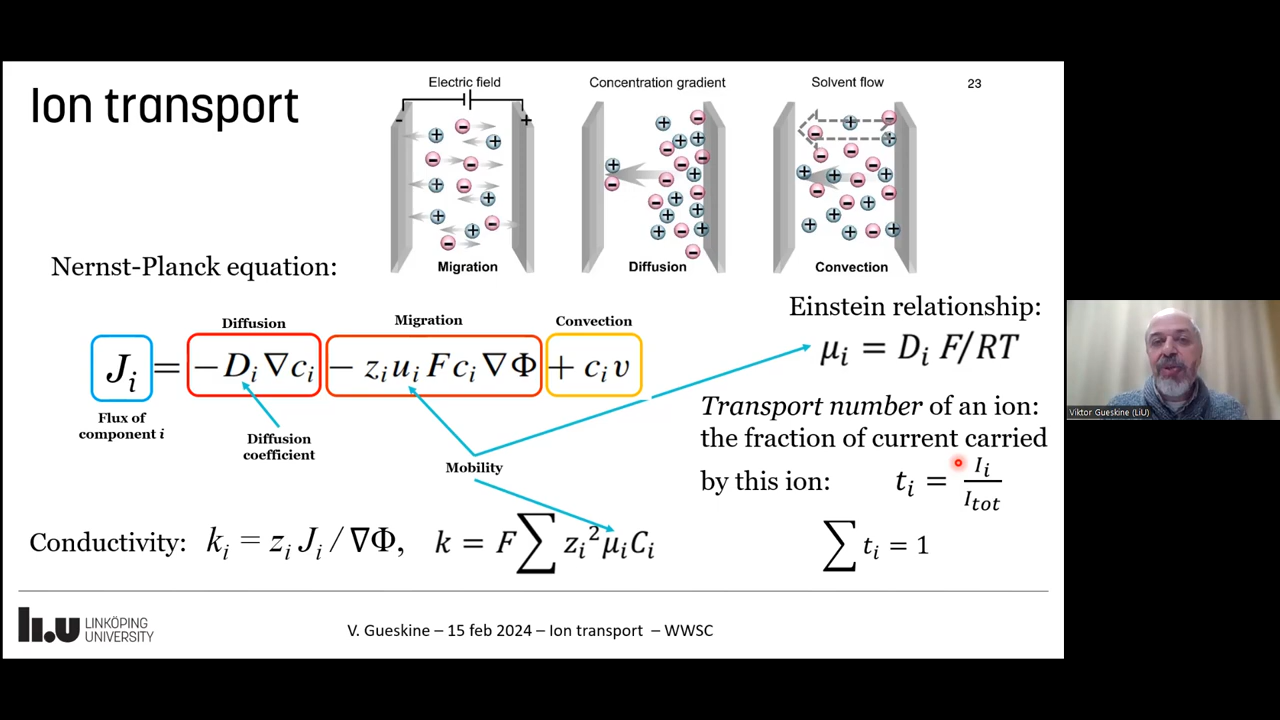 Ion transport
Electric field
Concentration gradient
Solvent flow
23
Migration
Diffusion
Convection
Nernst-Planck equation:
Diffusion
Migration
Convection
J_i = −D_i∇c_i − z_i u_i F c_i ∇Φ + c_i v
Flux of
component i
Diffusion
coefficient
Mobility
Einstein relationship:
μ_i = D_i F/RT
Transport number of an ion:
the fraction of current carried
by this ion: t_i = I_i / I_tot
∑ t_i = 1
Conductivity: k_i = z_i J_i / ∇Φ, k = F ∑ z_i² μ_i C_i
LiU LINKÖPING
UNIVERSITY
V. Gueskine – 15 feb 2024 – Ion transport – WWSC
Viktor Gueskine (LiU)